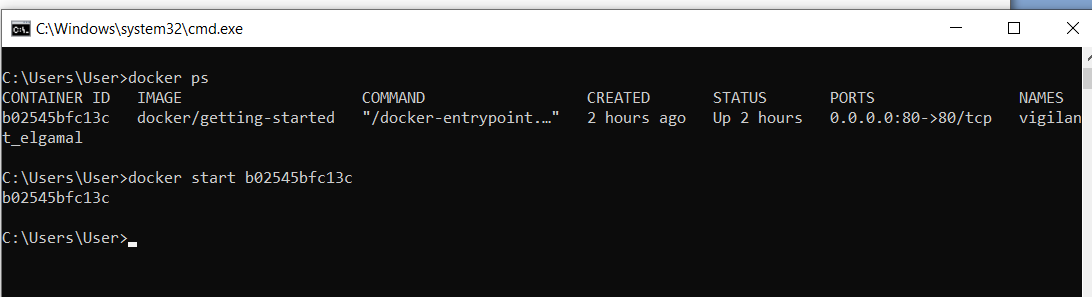 C:\Windows\system32\cmd.exe
C:\Users\User>docker ps
CONTAINER ID   IMAGE                    COMMAND                  CREATED       STATUS       PORTS                NAMES
b02545bfc13c   docker/getting-started   "/docker-entrypoint.…"   2 hours ago   Up 2 hours   0.0.0.0:80->80/tcp   vigilan
t_elgamal
C:\Users\User>docker start b02545bfc13c
b02545bfc13c
C:\Users\User>